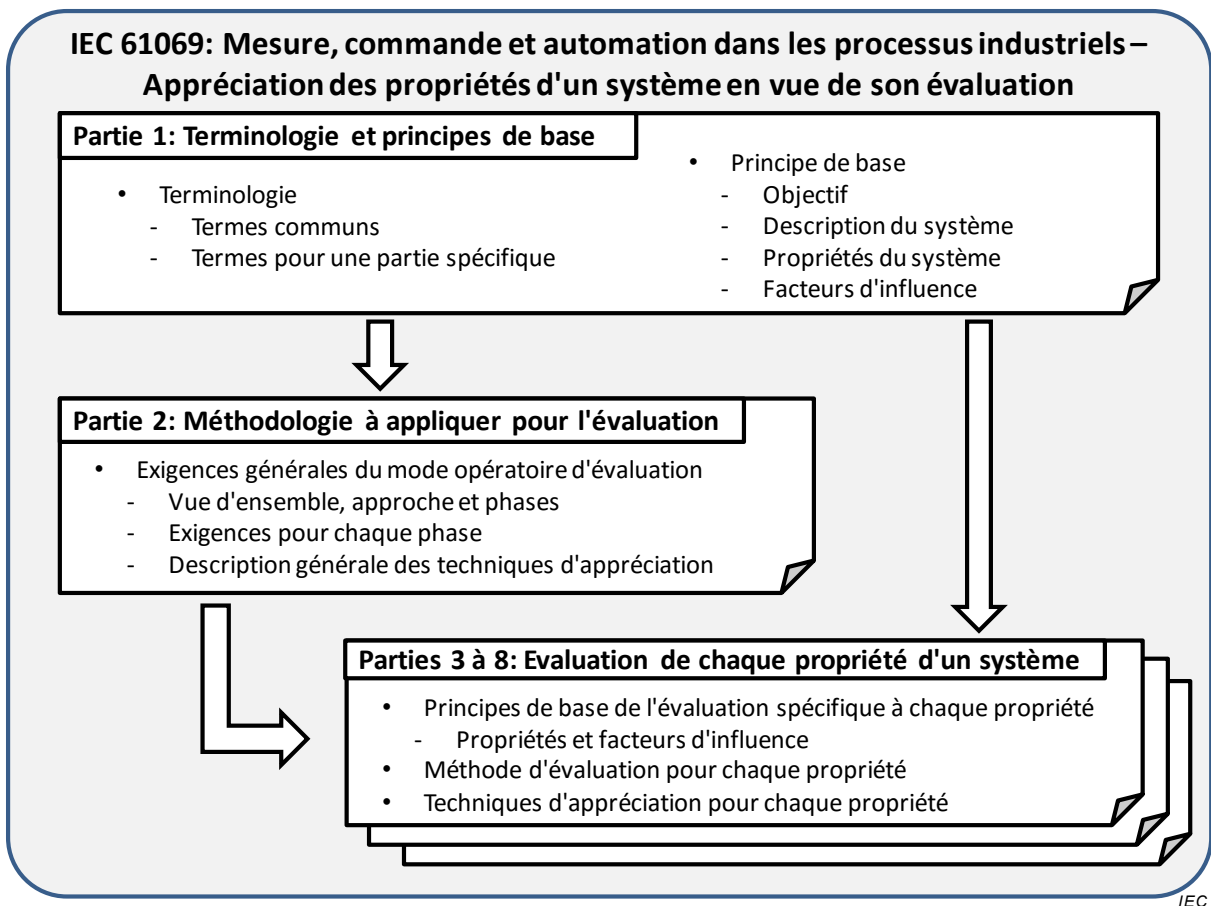 IEC 61069: Mesure, commande et automation dans les processus industriels –
Appréciation des propriétés d'un système en vue de son évaluation
Partie 1: Terminologie et principes de base
• Terminologie
- Termes communs
- Termes pour une partie spécifique
• Principe de base
- Objectif
- Description du système
- Propriétés du système
- Facteurs d'influence
Partie 2: Méthodologie à appliquer pour l'évaluation
• Exigences générales du mode opératoire d'évaluation
- Vue d'ensemble, approche et phases
- Exigences pour chaque phase
- Description générale des techniques d'appréciation
Parties 3 à 8: Evaluation de chaque propriété d'un système
• Principes de base de l'évaluation spécifique à chaque propriété
- Propriétés et facteurs d'influence
• Méthode d'évaluation pour chaque propriété
• Techniques d'appréciation pour chaque propriété
IEC